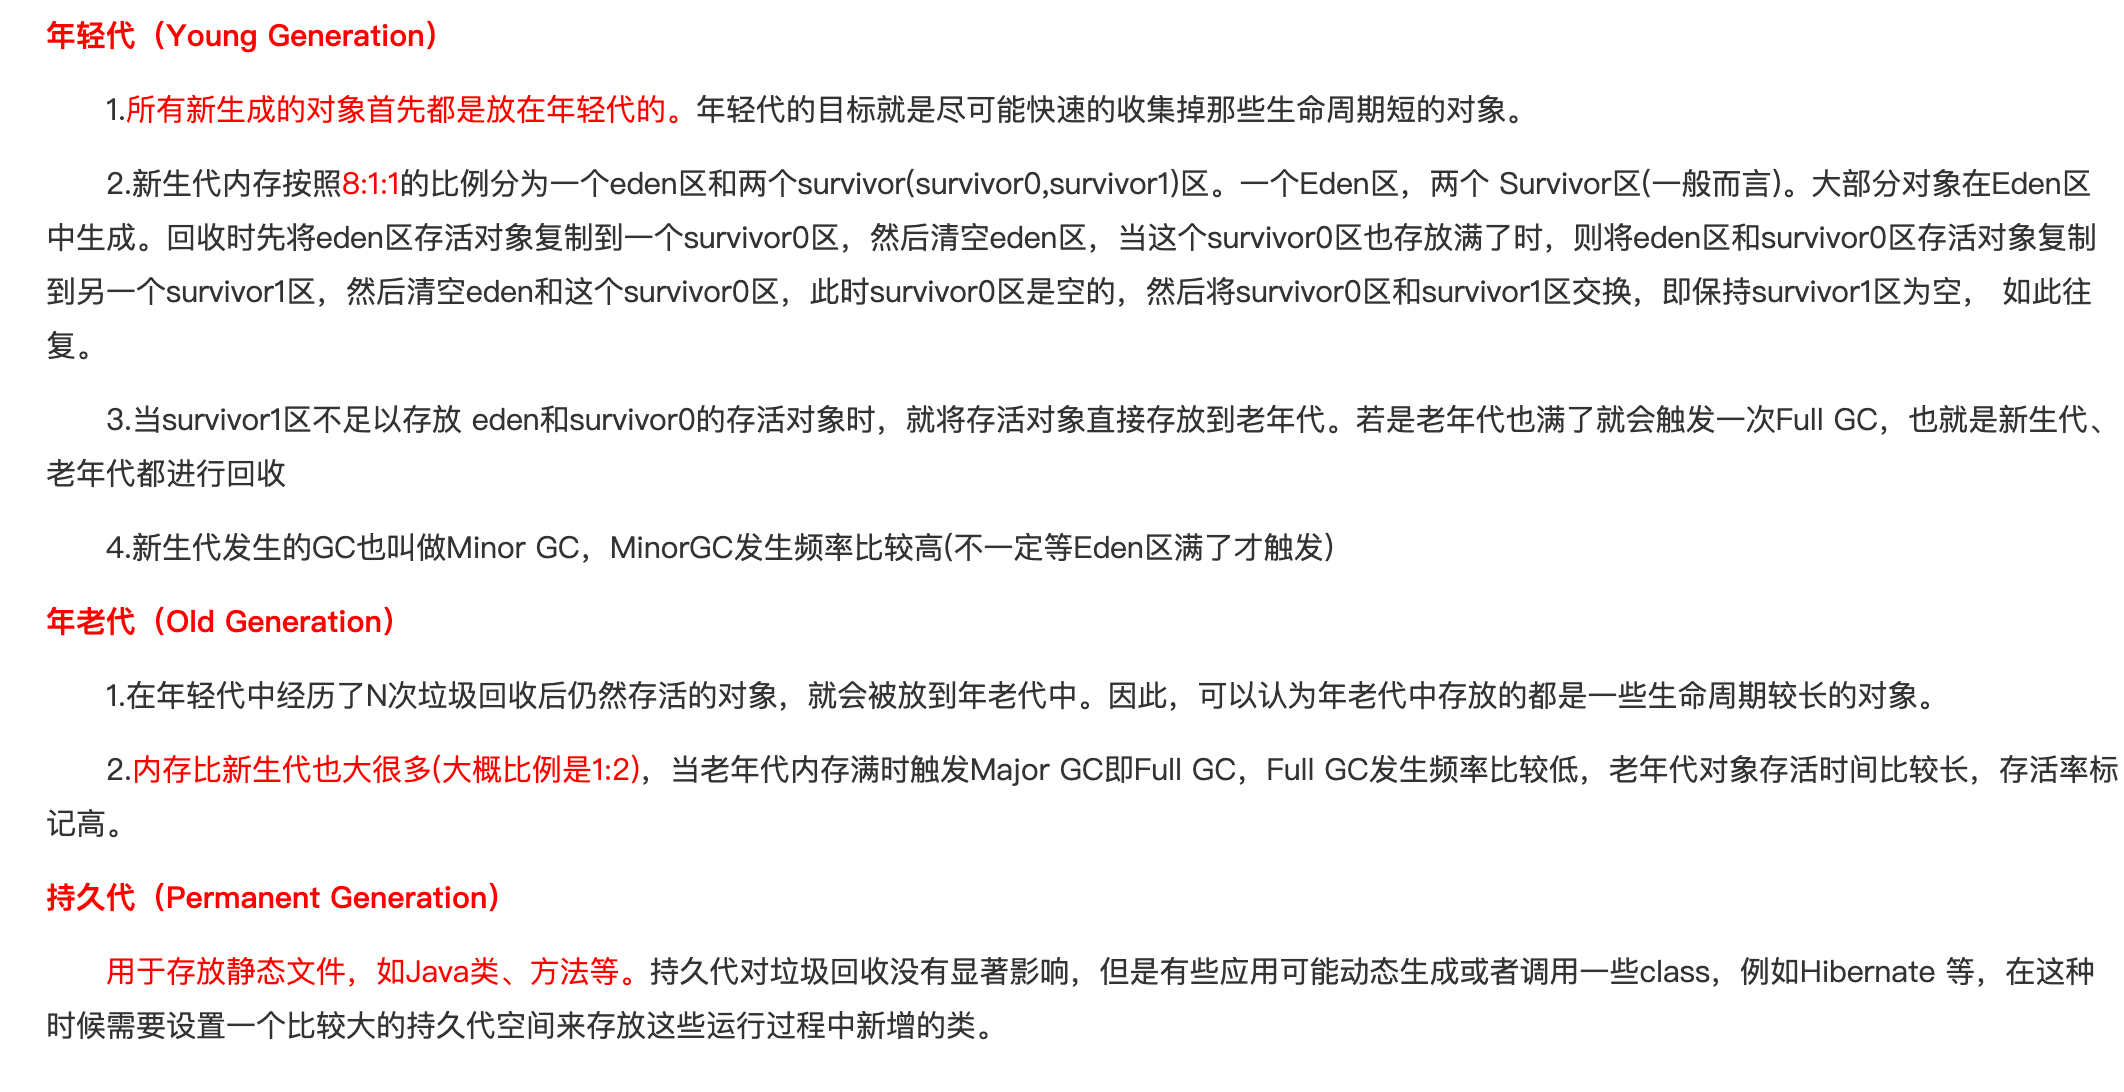 年轻代（Young Generation）
1.所有新生成的对象首先都是放在年轻代的。年轻代的目标就是尽可能快速的收集掉那些生命周期短的对象。
2.新生代内存按照8:1:1的比例分为一个eden区和两个survivor(survivor0,survivor1)区。一个Eden区，两个 Survivor区(一般而言)。大部分对象在Eden区
中生成。回收时先将eden区存活对象复制到一个survivor0区，然后清空eden区，当这个survivor0区也存放满了时，则将eden区和survivor0区存活对象复制
到另一个survivor1区，然后清空eden和这个survivor0区，此时survivor0区是空的，然后将survivor0区和survivor1区交换，即保持survivor1区为空， 如此往
复。
3.当survivor1区不足以存放 eden和survivor0的存活对象时，就将存活对象直接存放到老年代。若是老年代也满了就会触发一次Full GC，也就是新生代、
老年代都进行回收
4.新生代发生的GC也叫做Minor GC，MinorGC发生频率比较高(不一定等Eden区满了才触发)
年老代（Old Generation）
1.在年轻代中经历了N次垃圾回收后仍然存活的对象，就会被放到年老代中。因此，可以认为年老代中存放的都是一些生命周期较长的对象。
2.内存比新生代也大很多(大概比例是1:2)，当老年代内存满时触发Major GC即Full GC，Full GC发生频率比较低，老年代对象存活时间比较长，存活率标
记高。
持久代（Permanent Generation）
用于存放静态文件，如Java类、方法等。持久代对垃圾回收没有显著影响，但是有些应用可能动态生成或者调用一些class，例如Hibernate 等，在这种
时候需要设置一个比较大的持久代空间来存放这些运行过程中新增的类。